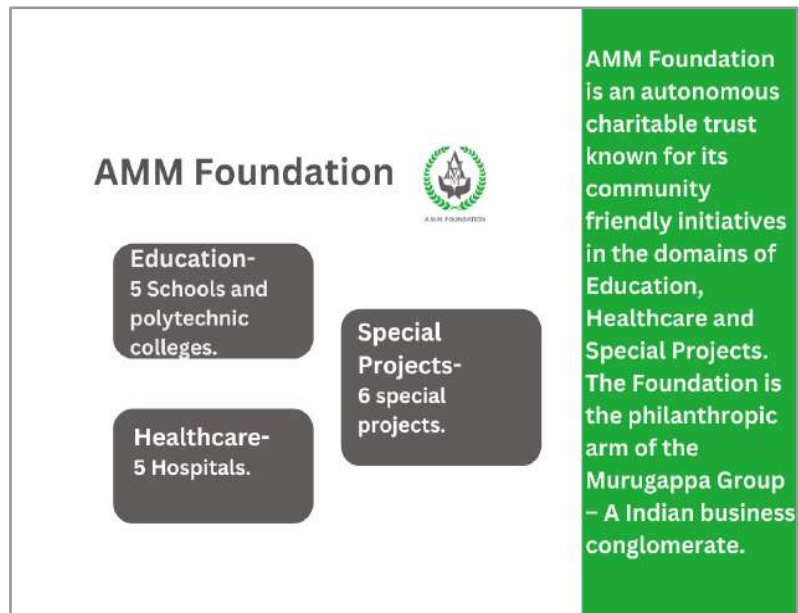 AMM Foundation
A.M.M. FOUNDATION
Education-
5 Schools and
polytechnic
colleges.
Healthcare-
5 Hospitals.
Special
Projects-
6 special
projects.
AMM Foundation
is an autonomous
charitable trust
known for its
community
friendly initiatives
in the domains of
Education,
Healthcare and
Special Projects.
The Foundation is
the philanthropic
arm of the
Murugappa Group
– A Indian business
conglomerate.